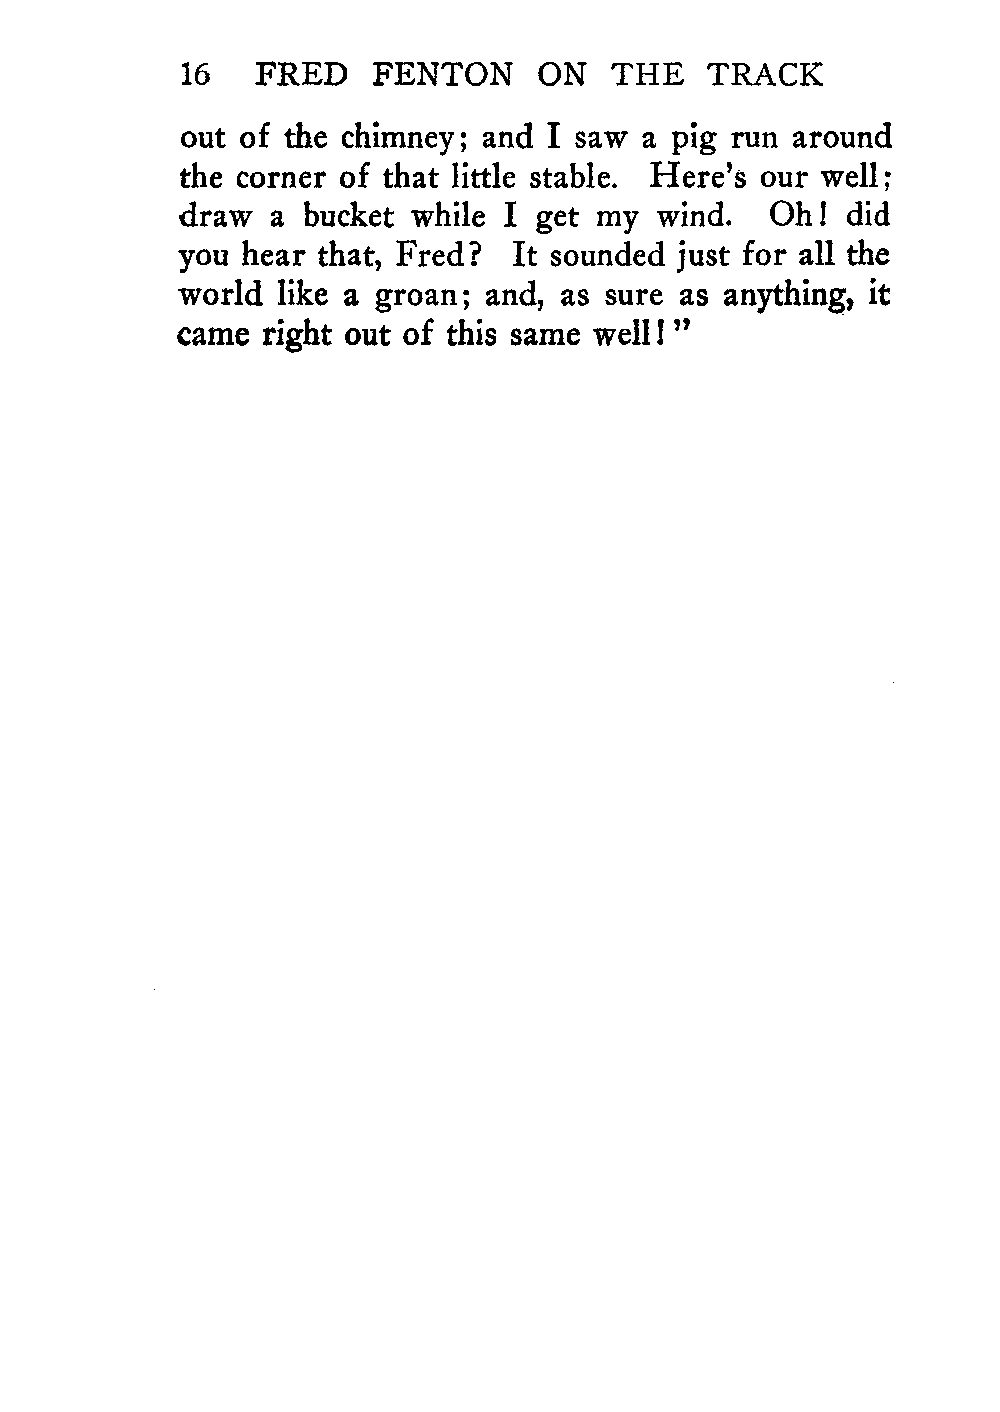 16 FRED FENTON ON THE TRACK
out of the chimney; and I saw a pig run around
the corner of that little stable. Here's our well;
draw a bucket while I get my wind. Oh! did
you hear that, Fred? It sounded just for all the
world like a groan; and, as sure as anything, it
came right out of this same well!"